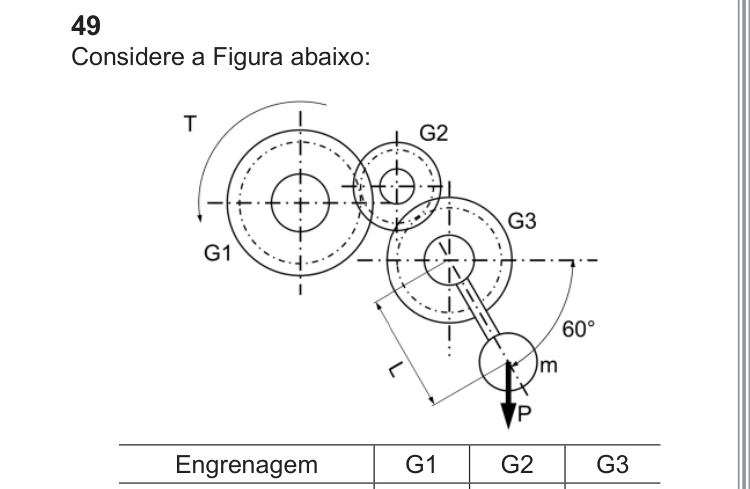 49
Considere a Figura abaixo:
T
G2
G3
G1
60°
L
m
P
Engrenagem G1 G2 G3